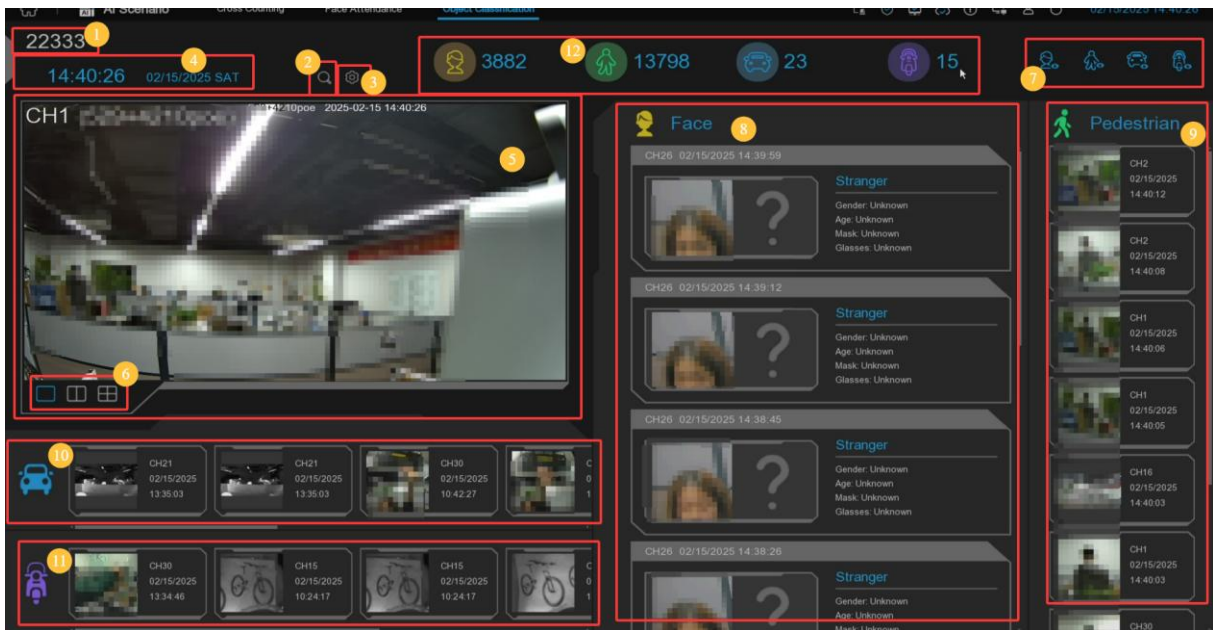 AI Scenario
Cross Counting
Face Attendance
Object Classification
02/15/2025 14:40:26
22333
1
4
14:40:26
02/15/2025 SAT
2
3
12
3882
13798
23
15
7
CH1
2025-02-15 14:40:26
5
6
Face
8
CH26 02/15/2025 14:39:59
Stranger
Gender: Unknown
Age: Unknown
Mask: Unknown
Glasses: Unknown
CH26 02/15/2025 14:39:12
Stranger
Gender: Unknown
Age: Unknown
Mask: Unknown
Glasses: Unknown
CH26 02/15/2025 14:38:45
Stranger
Gender: Unknown
Age: Unknown
Mask: Unknown
Glasses: Unknown
CH26 02/15/2025 14:38:26
Stranger
Gender: Unknown
Age: Unknown
Mask: Unknown
Pedestrian
9
CH2
02/15/2025
14:40:12
CH2
02/15/2025
14:40:08
CH1
02/15/2025
14:40:06
CH1
02/15/2025
14:40:05
CH16
02/15/2025
14:40:03
CH1
02/15/2025
14:40:03
CH30
10
CH21
02/15/2025
13:35:03
CH21
02/15/2025
13:35:03
CH30
02/15/2025
10:42:27
C
0
1
11
CH30
02/15/2025
13:34:46
CH15
02/15/2025
10:24:17
CH15
02/15/2025
10:24:17
C
0
1